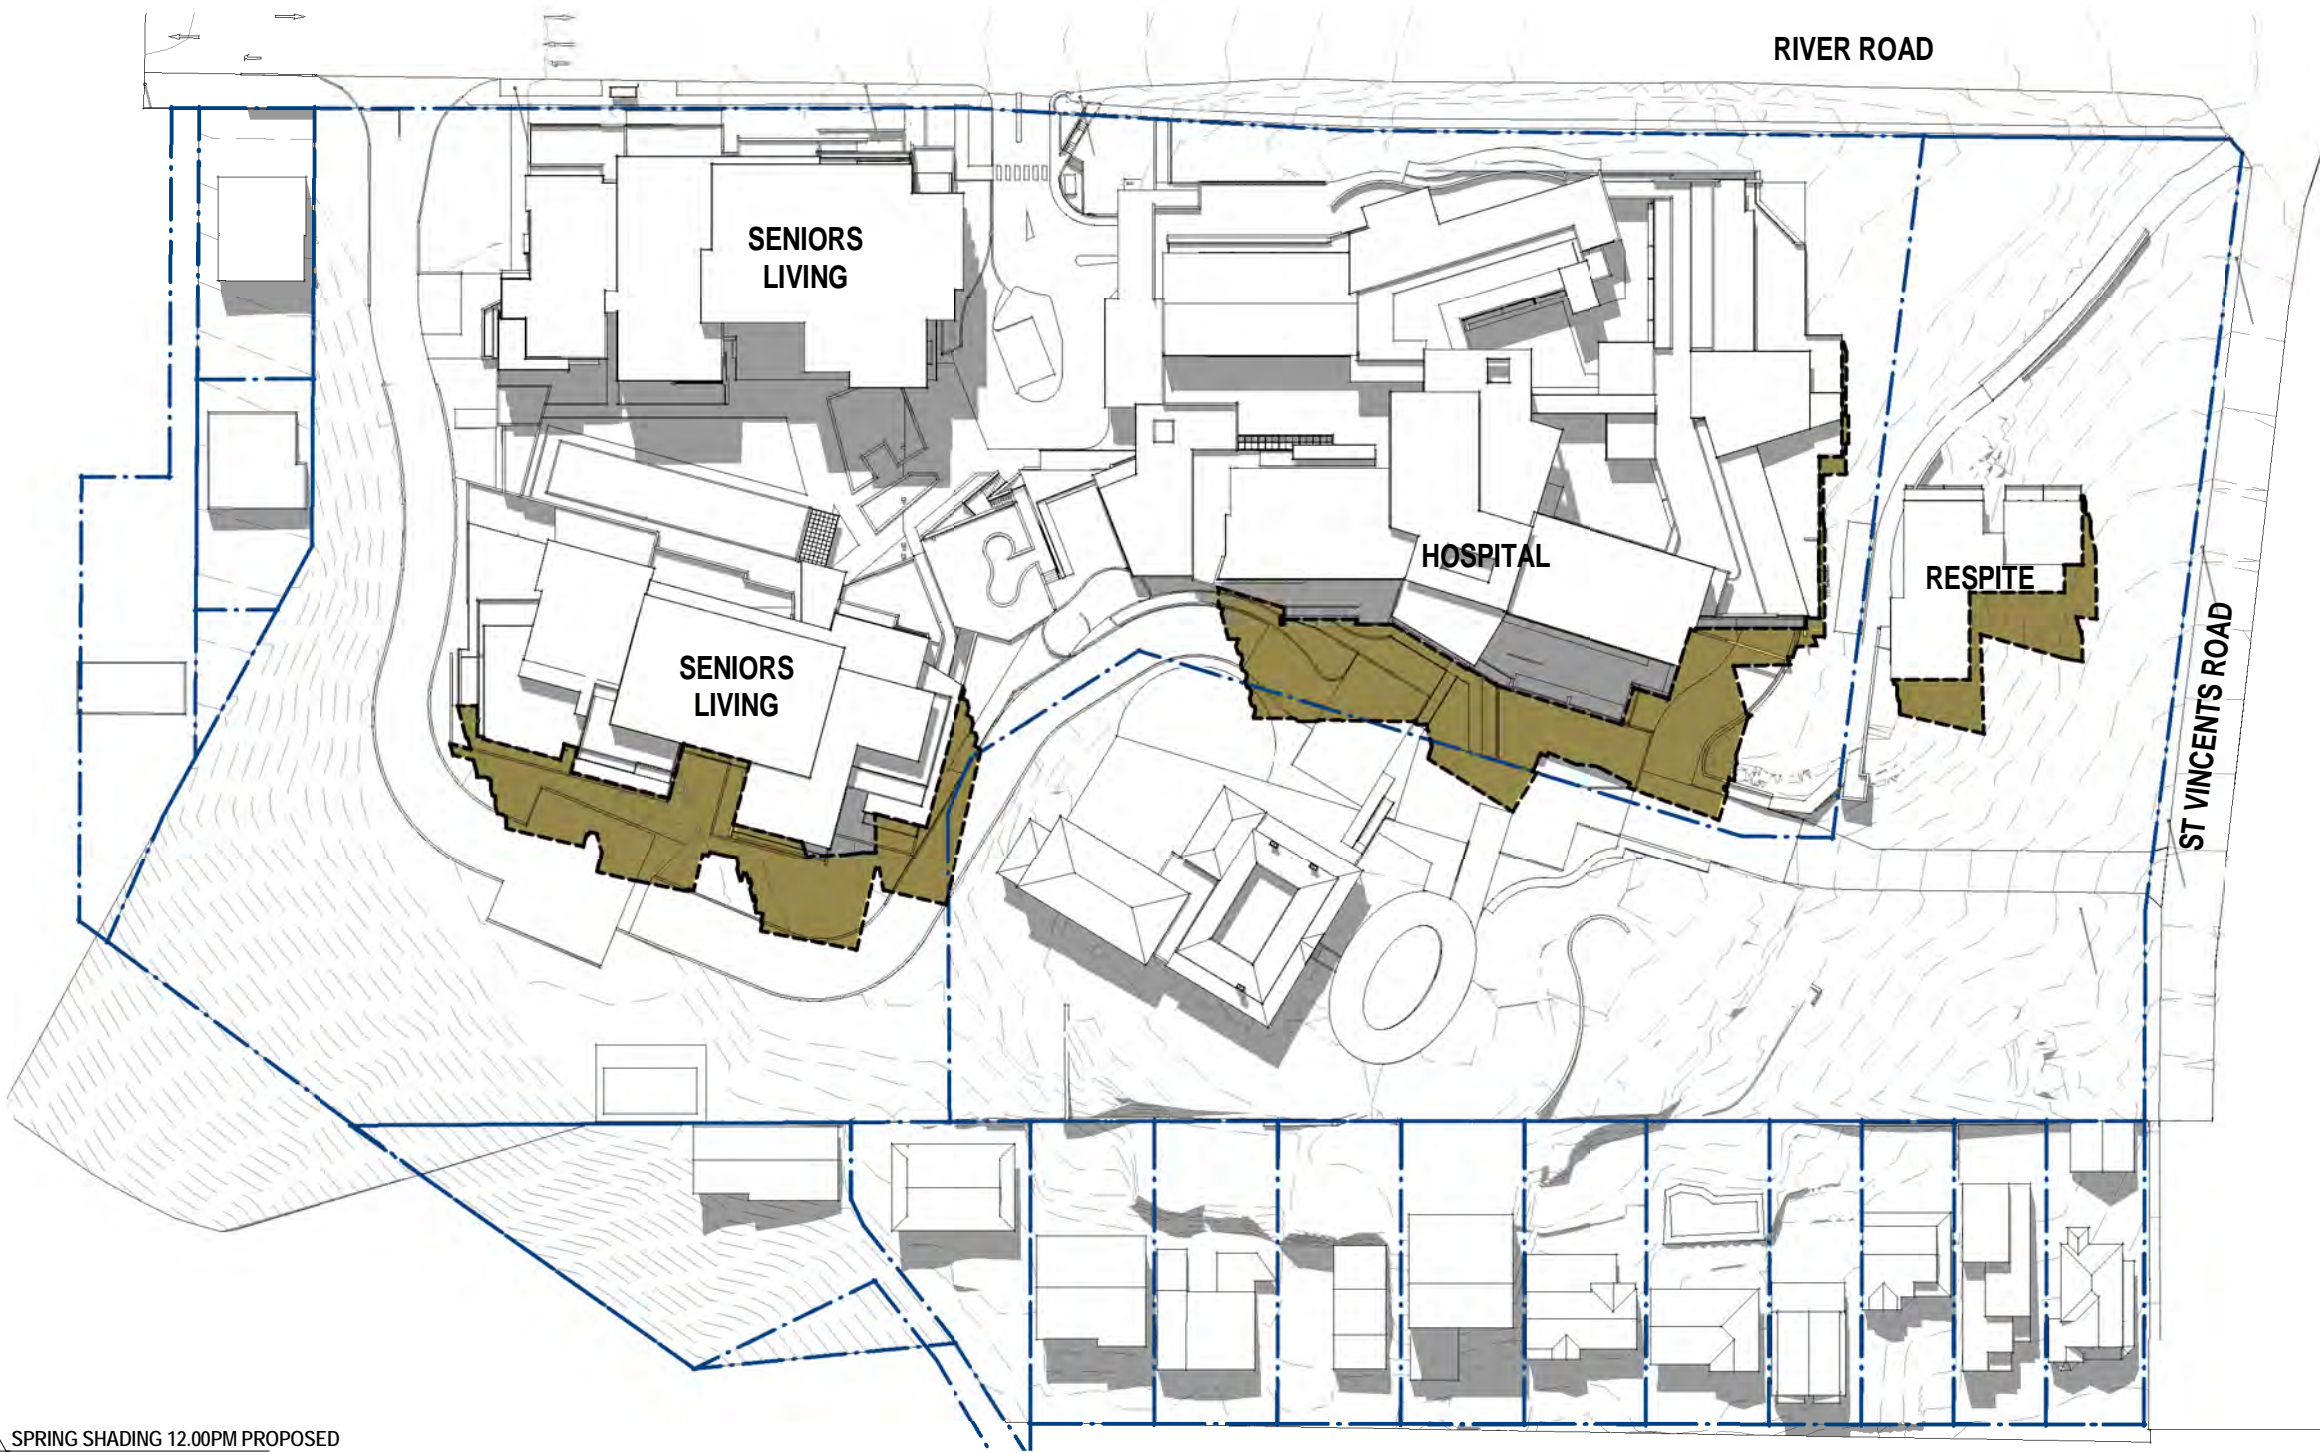 RIVER ROAD
SENIORS
LIVING
HOSPITAL
RESPITE
SENIORS
LIVING
ST VINCENTS ROAD
SPRING SHADING 12.00PM PROPOSED